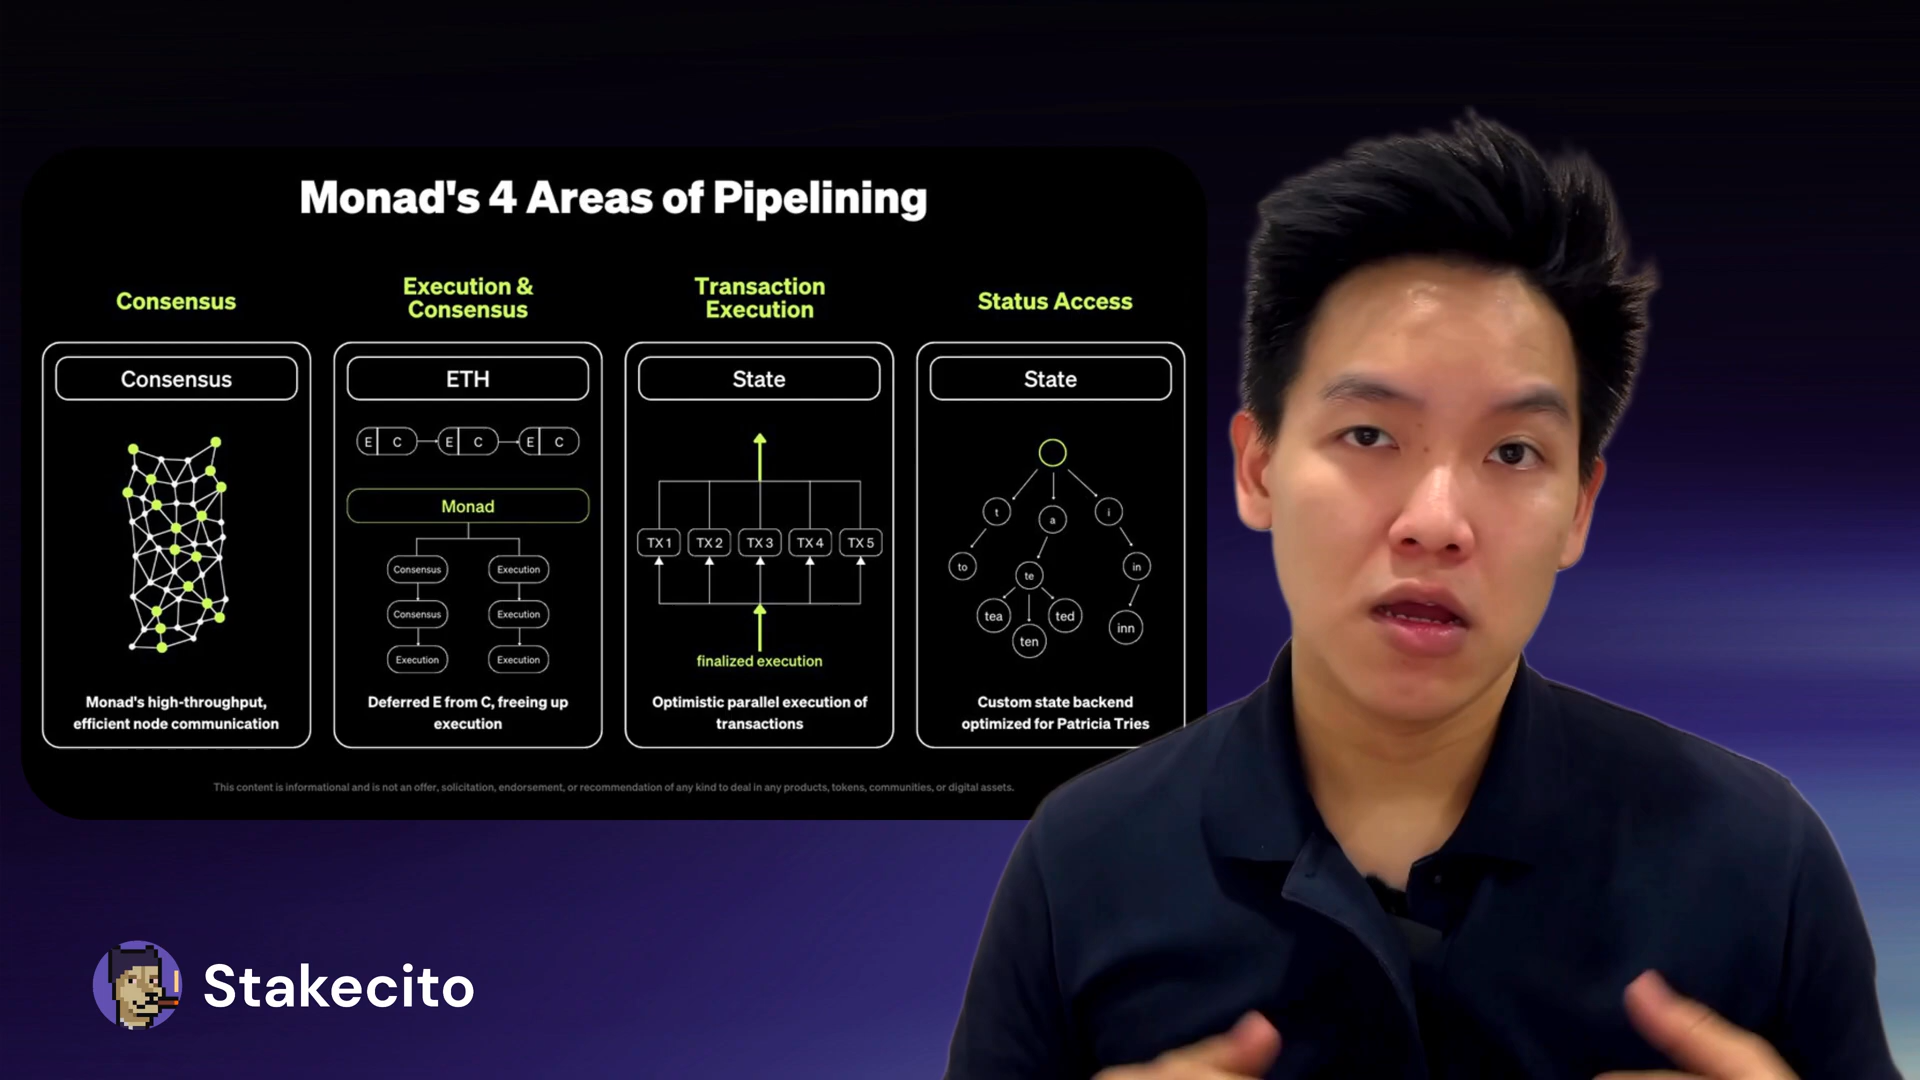 Monad's 4 Areas of Pipelining
Consensus
Consensus
Monad's high-throughput,
efficient node communication
Execution &
Consensus
ETH
E C E C E C
Monad
Consensus Execution
Consensus Execution
Execution Execution
Deferred E from C, freeing up
execution
Transaction
Execution
State
TX 1 TX 2 TX 3 TX 4 TX 5
finalized execution
Optimistic parallel execution of
transactions
Status Access
State
t a i
to te in
tea ten ted inn
Custom state backend
optimized for Patricia Tries
This content is informational and is not an offer, solicitation, endorsement, or recommendation of any kind to deal in any products, tokens, communities, or digital assets.
Stakecito